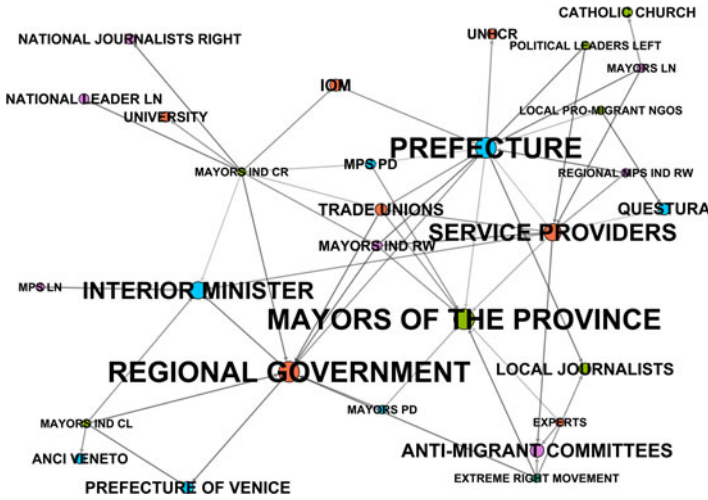 CATHOLIC CHURCH
NATIONAL JOURNALISTS RIGHT
UNHCR
POLITICAL LEADERS LEFT
MAYORS LN
NATIONAL LEADER LN
IOM
UNIVERSITY
LOCAL PRO-MIGRANT NGOS
PREFECTURE
MAYORS IND CR
MPS PD
REGIONAL MPS IND RW
TRADE UNIONS
QUESTURA
SERVICE PROVIDERS
MAYORS IND RW
MPS LN
INTERIOR MINISTER
MAYORS OF THE PROVINCE
REGIONAL GOVERNMENT
LOCAL JOURNALISTS
MAYORS PD
MAYORS IND CL
EXPERTS
ANTI-MIGRANT COMMITTEES
ANCI VENETO
EXTREME RIGHT MOVEMENT
PREFECTURE OF VENICE